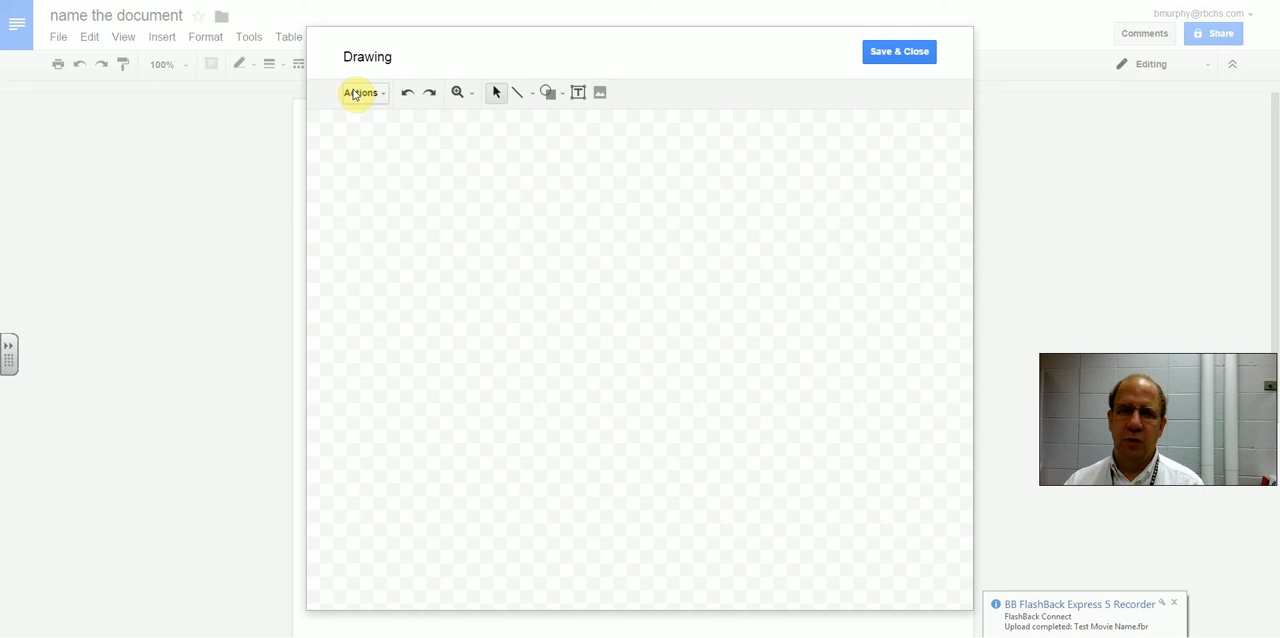 name the document
bmurphy@rbchs.com
File Edit View Insert Format Tools Table
Comments
Share
Drawing
Save & Close
100%
Editing
Actions
BB FlashBack Express 5 Recorder
FlashBack Connect
Upload completed: Test Movie Name.fbr